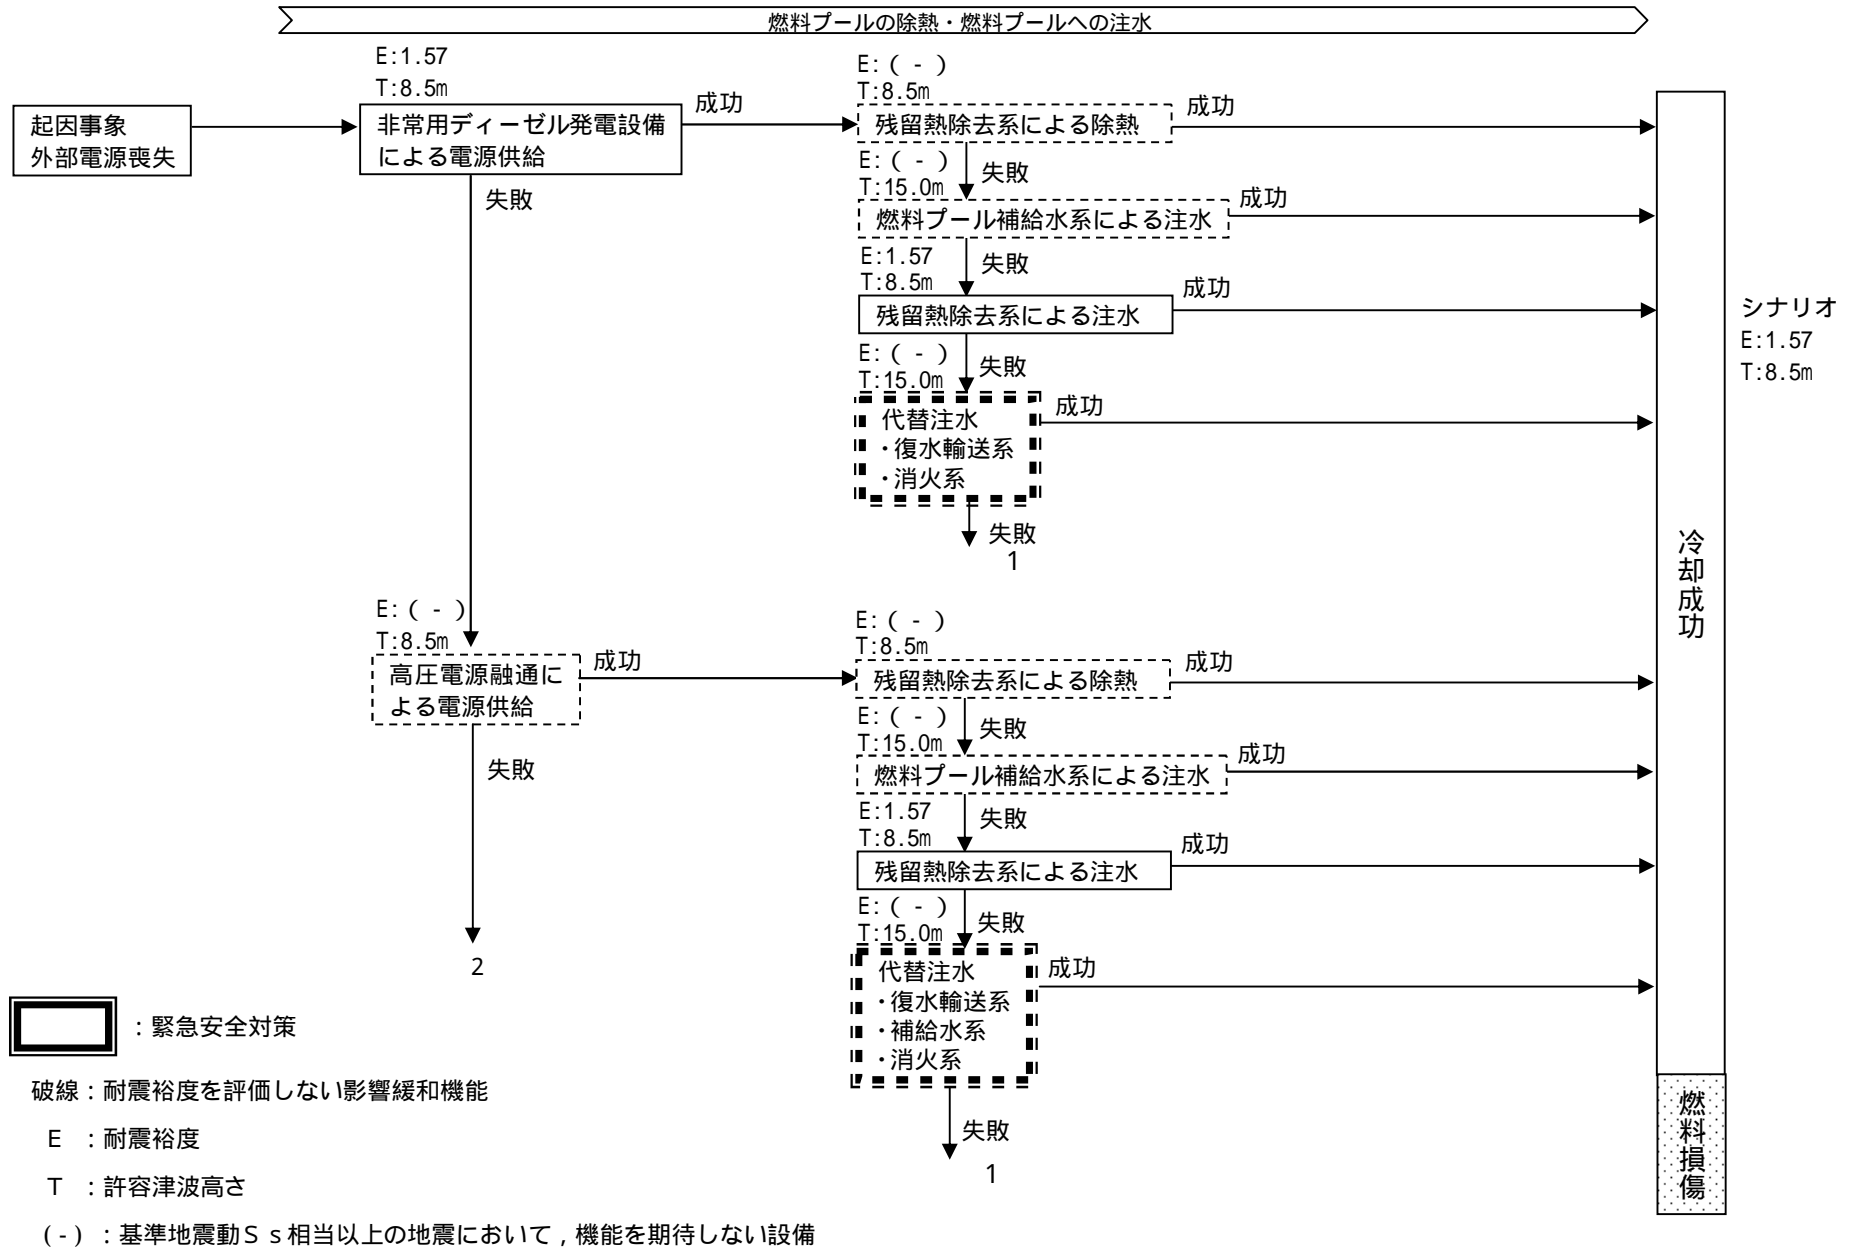 燃料プールの除熱・燃料プールへの注水
E:1.57
T:8.5m
起因事象
外部電源喪失
非常用ディーゼル発電設備
による電源供給
成功
失敗
E:( - )
T:8.5m
残留熱除去系による除熱
成功
E:( - )
T:15.0m
失敗
燃料プール補給水系による注水
成功
E:1.57
T:8.5m
失敗
残留熱除去系による注水
成功
E:( - )
T:15.0m
失敗
代替注水
・復水輸送系
・消火系
成功
失敗
1
E:( - )
T:8.5m
高圧電源融通に
よる電源供給
成功
失敗
2
E:( - )
T:8.5m
残留熱除去系による除熱
成功
E:( - )
T:15.0m
失敗
燃料プール補給水系による注水
成功
E:1.57
T:8.5m
失敗
残留熱除去系による注水
成功
E:( - )
T:15.0m
失敗
代替注水
・復水輸送系
・補給水系
・消火系
成功
失敗
1
冷却成功
燃料損傷
シナリオ
E:1.57
T:8.5m
：緊急安全対策
破線：耐震裕度を評価しない影響緩和機能
E ：耐震裕度
T ：許容津波高さ
(-) ：基準地震動Ｓｓ相当以上の地震において，機能を期待しない設備